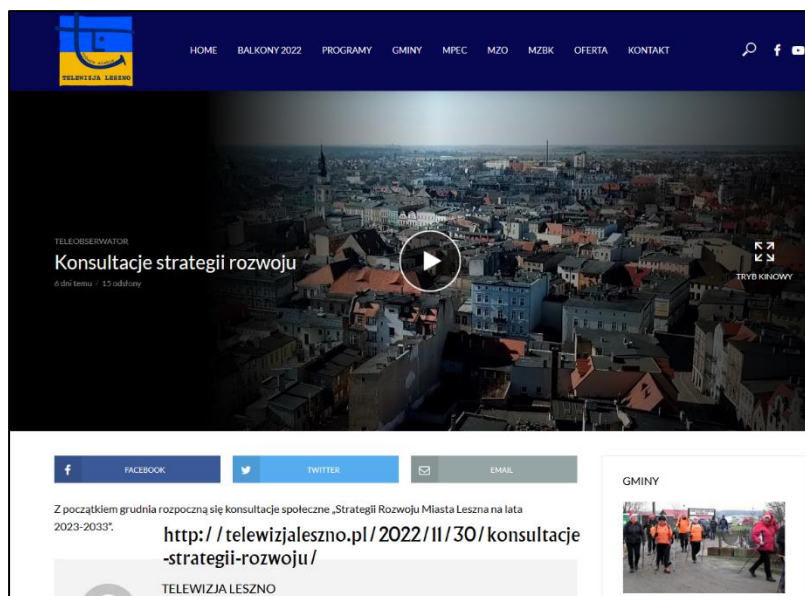 TELEWIZJA LESZNO
HOME BALKONY 2022 PROGRAMY GMINY MPEC MZO MZBK OFERTA KONTAKT
TELEOBSERWATOR
Konsultacje strategii rozwoju
6 dni temu / 15 odsłony
TRYB KINOWY
FACEBOOK TWITTER EMAIL
Z początkiem grudnia rozpoczną się konsultacje społeczne „Strategii Rozwoju Miasta Leszna na lata
2023-2033”.
http://telewizjaleszno.pl/2022/11/30/konsultacje
-strategii-rozwoju/
TELEWIZJA LESZNO
GMINY